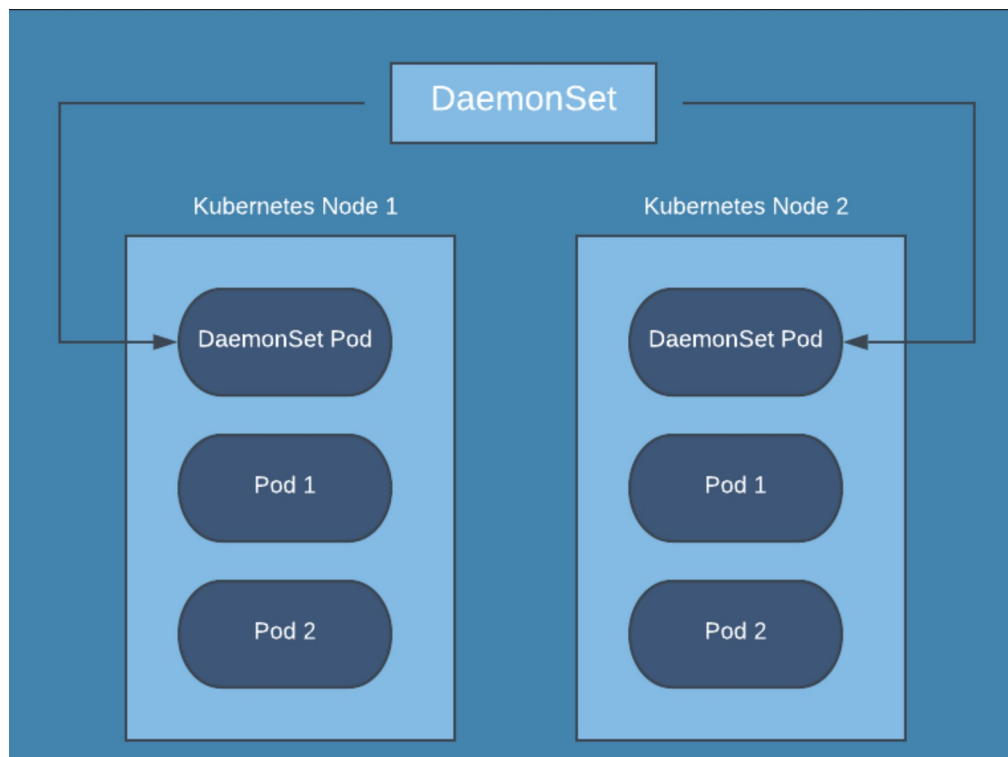 DaemonSet
Kubernetes Node 1
Kubernetes Node 2
DaemonSet Pod
DaemonSet Pod
Pod 1
Pod 1
Pod 2
Pod 2